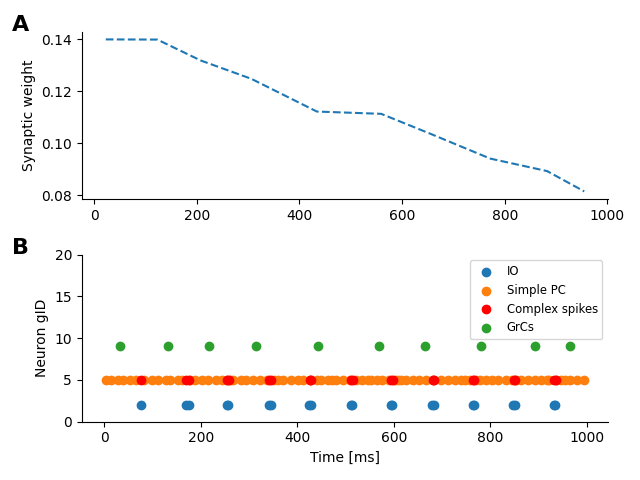 A
0.14
0.12
0.10
0.08
Synaptic weight
0 200 400 600 800 1000
B
20
15
10
5
0
Neuron gID
IO
Simple PC
Complex spikes
GrCs
0 200 400 600 800 1000
Time [ms]